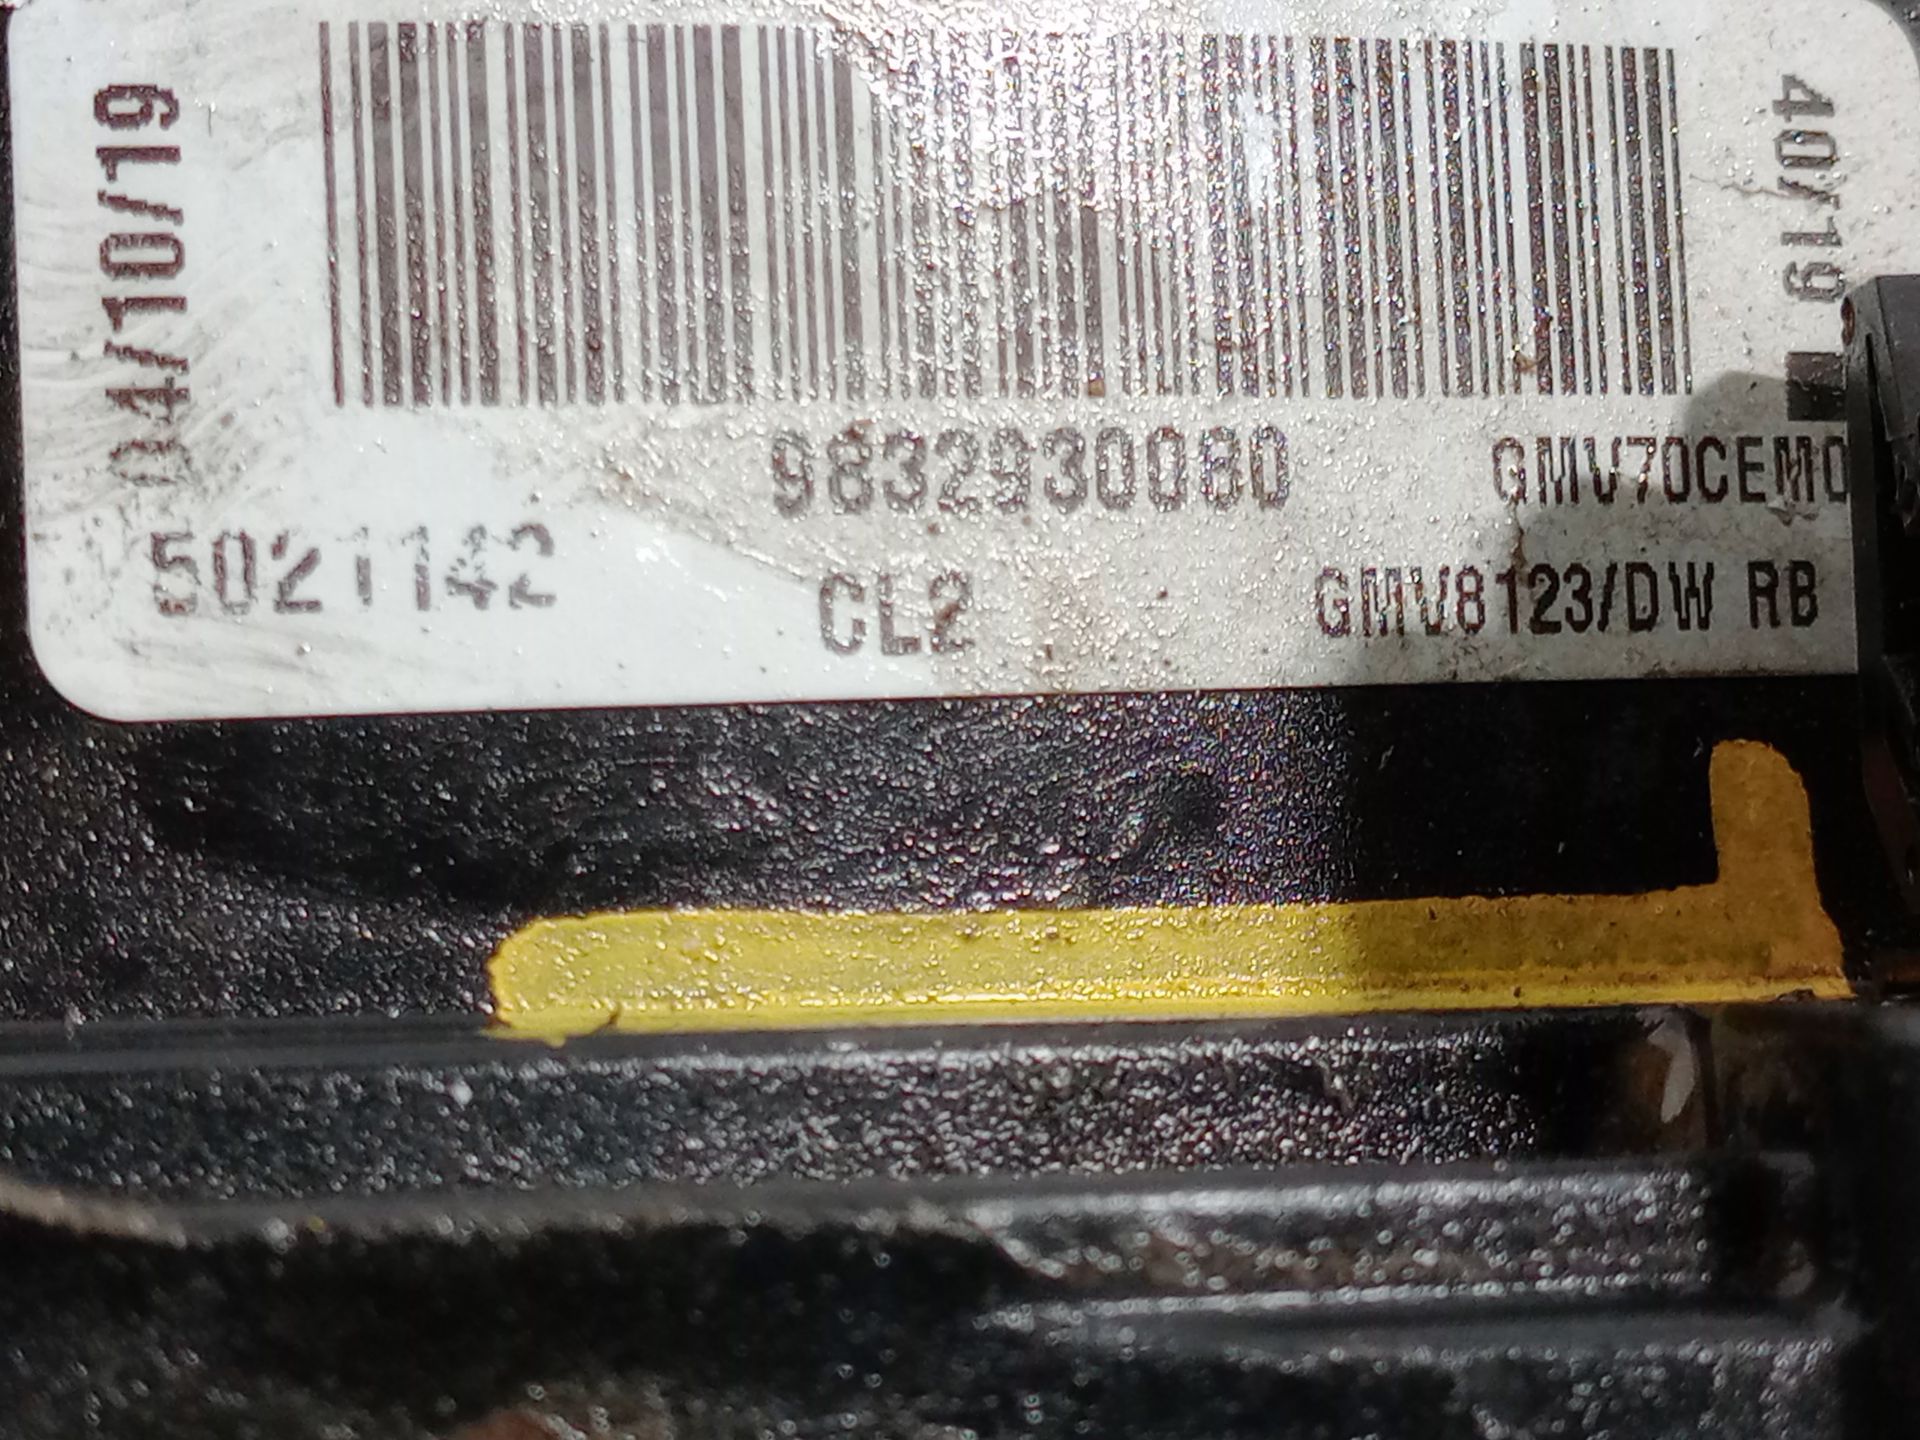 04/10/19
40/19
9832930080 GMV70CEM0
5021142 CL2 GMV8123/DW RB